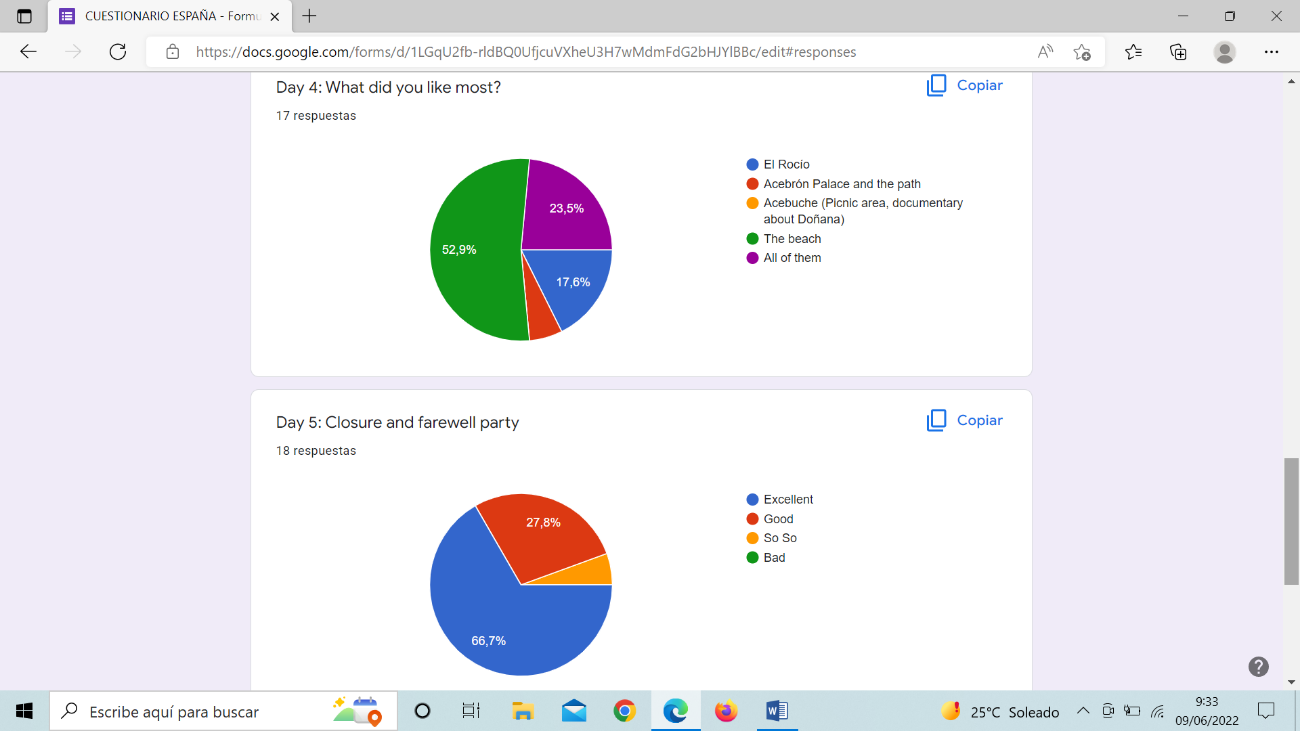 CUESTIONARIO ESPAÑA - Formu
https://docs.google.com/forms/d/1LGqU2fb-rldBQ0UfjcuVXheU3H7wMdmFdG2bHJYlBBc/edit#responses
Day 4: What did you like most?
Copiar
17 respuestas
El Rocio
Acebrón Palace and the path
Acebuche (Picnic area, documentary
about Doñana)
The beach
All of them
23,5%
52,9%
17,6%
Day 5: Closure and farewell party
Copiar
18 respuestas
Excellent
Good
So So
Bad
27,8%
66,7%
Escribe aquí para buscar
25°C Soleado
9:33
09/06/2022